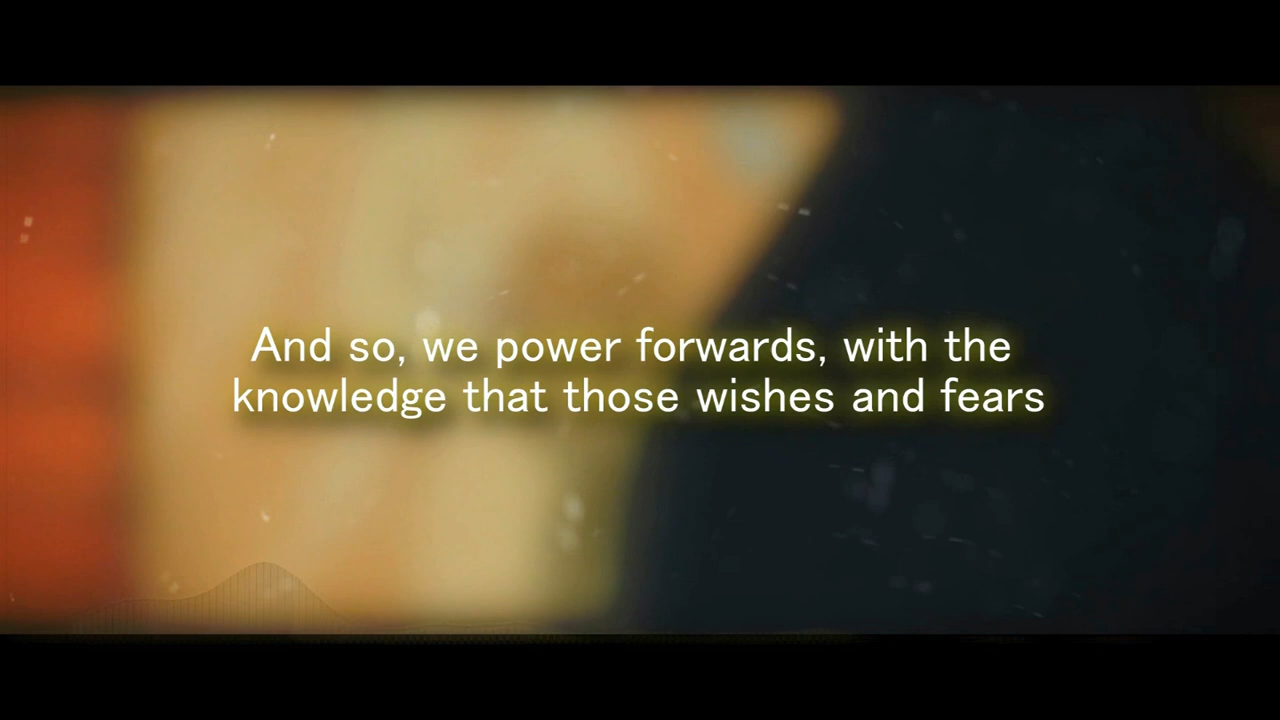 And so, we power forwards, with the
knowledge that those wishes and fears